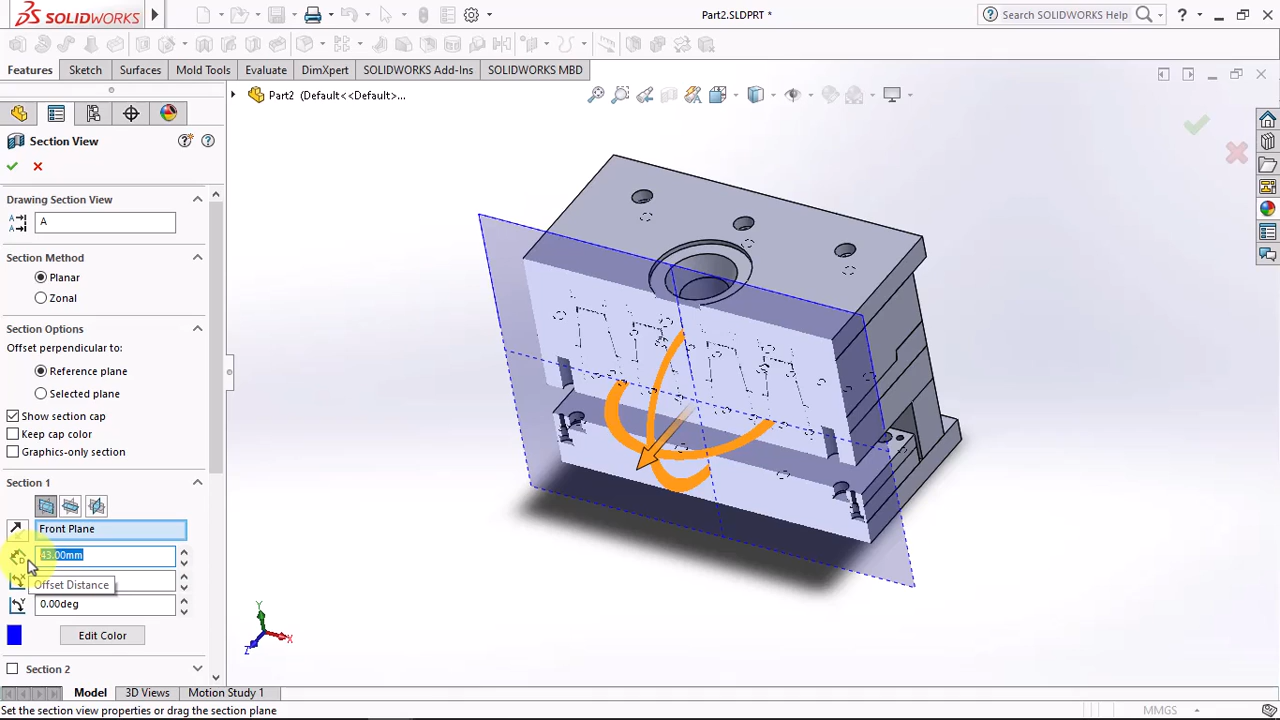 SOLIDWORKS
Part2.SLDPRT *
Search SOLIDWORKS Help
Features
Sketch
Surfaces
Mold Tools
Evaluate
DimXpert
SOLIDWORKS Add-Ins
SOLIDWORKS MBD
Part2 (Default<<Default>...
Section View
Drawing Section View
A
Section Method
Planar
Zonal
Section Options
Offset perpendicular to:
Reference plane
Selected plane
Show section cap
Keep cap color
Graphics-only section
Section 1
Front Plane
43.00mm
Offset Distance
0.00deg
Edit Color
Section 2
Y
X
Z
Model
3D Views
Motion Study 1
Set the section view properties or drag the section plane
MMGS